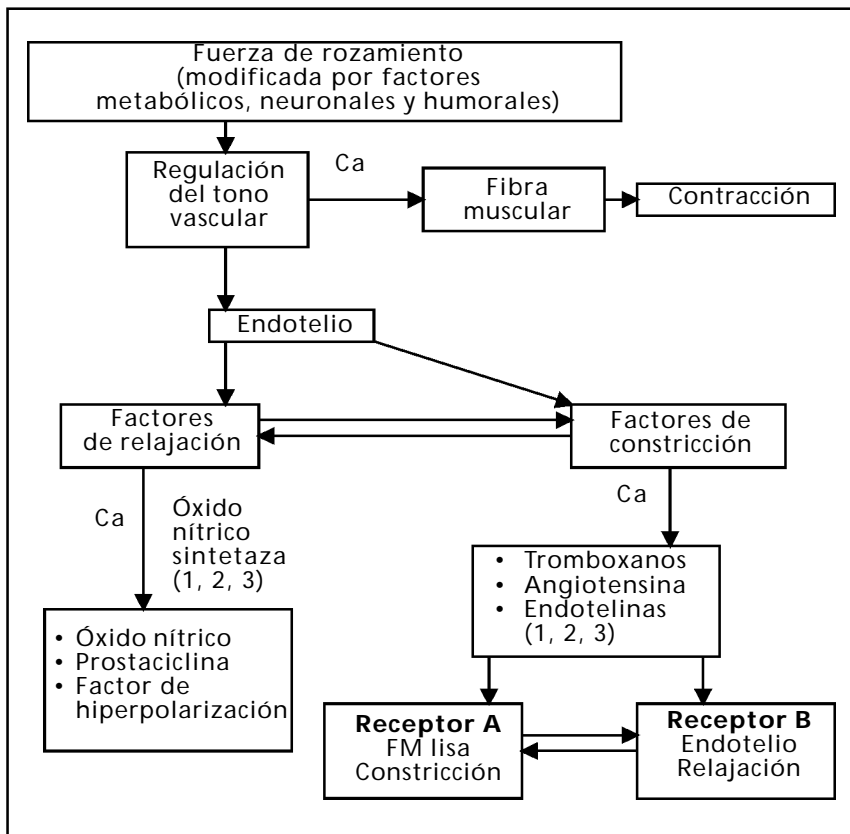 Fuerza de rozamiento
(modificada por factores
metabólicos, neuronales y humorales)
Regulación
del tono
vascular
Ca
Fibra
muscular
Contracción
Endotelio
Factores
de relajación
Factores de
constricción
Ca
Óxido
nítrico
sintetaza
(1, 2, 3)
Ca
• Tromboxanos
• Angiotensina
• Endotelinas
(1, 2, 3)
• Óxido nítrico
• Prostaciclina
• Factor de
hiperpolarización
Receptor A
FM lisa
Constricción
Receptor B
Endotelio
Relajación